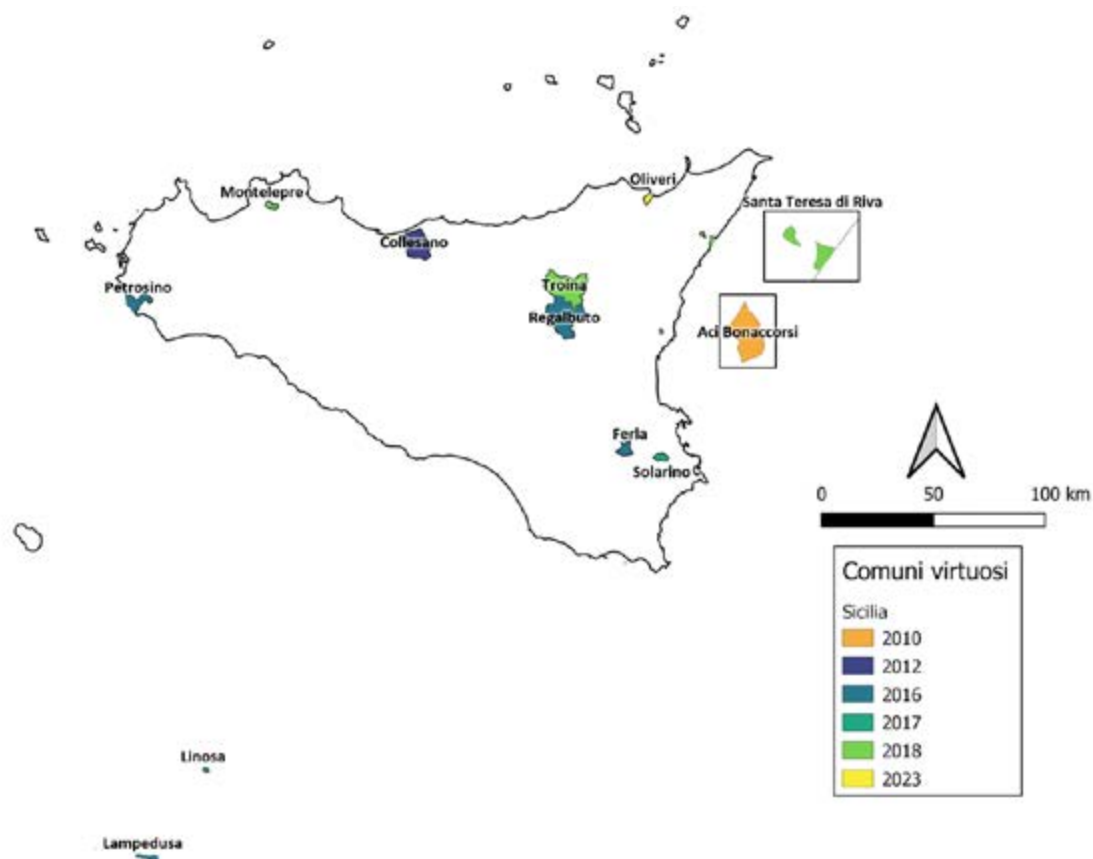 Oliveri
Montelepre
Santa Teresa di Riva
Collesano
Troina
Petrosino
Regalbuto
Aci Bonaccorsi
Ferla
Solarino
0 50 100 km
Comuni virtuosi
Sicilia
2010
2012
2016
2017
2018
2023
Linosa
Lampedusa